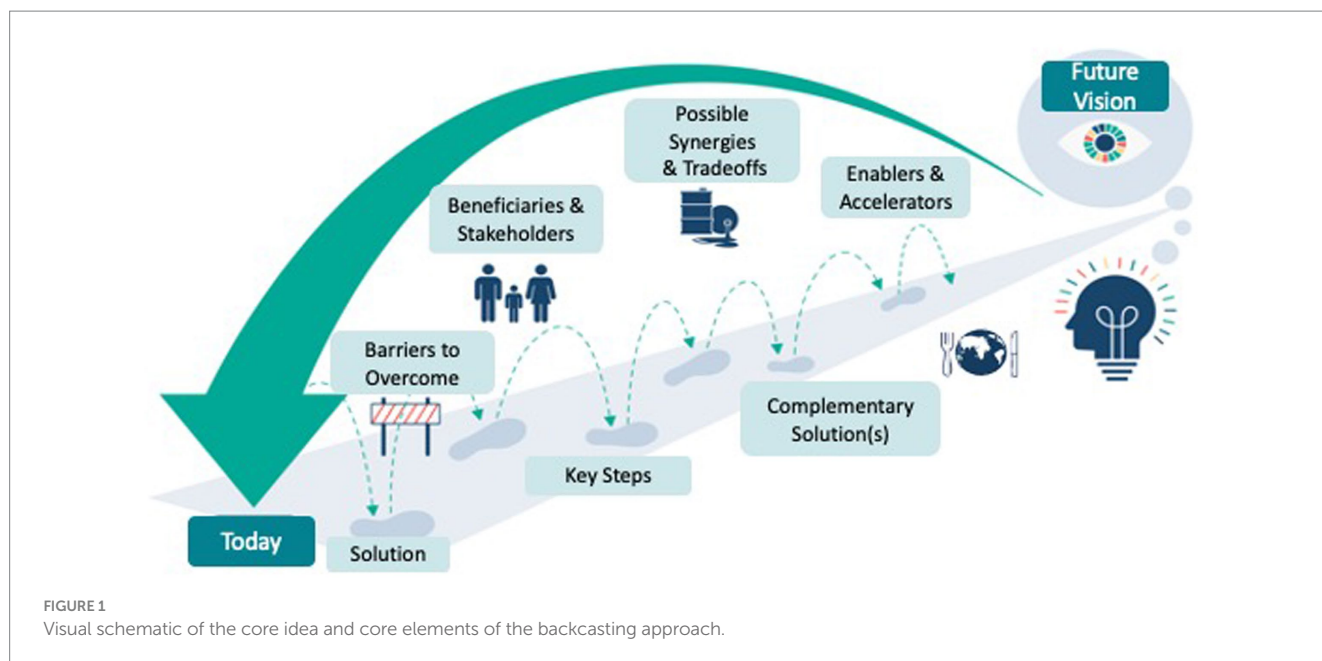 Future
Vision
Possible
Synergies
& Tradeoffs
Enablers &
Accelerators
Beneficiaries &
Stakeholders
Barriers to
Overcome
Complementary
Solution(s)
Key Steps
Today
Solution
FIGURE 1
Visual schematic of the core idea and core elements of the backcasting approach.